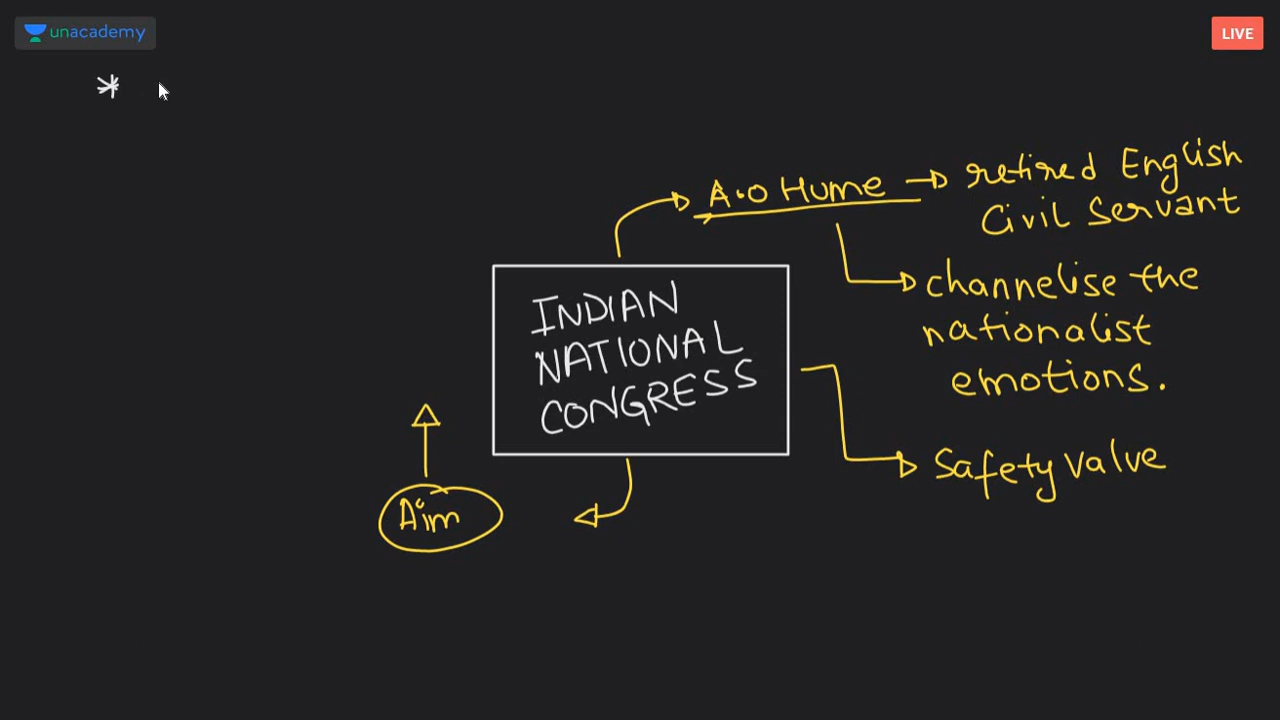 unacademy
LIVE
*
A.O Hume → retired English
Civil Servant
channelise the
nationalist
emotions.
INDIAN
NATIONAL
CONGRESS
Safety valve
Aim